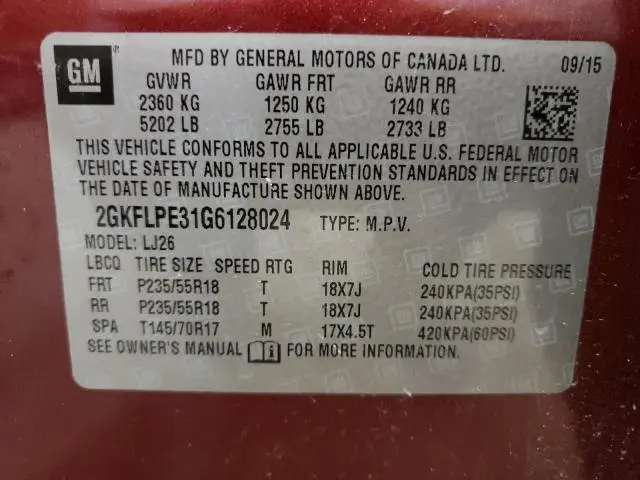 GM
MFD BY GENERAL MOTORS OF CANADA LTD. 09/15
GVWR GAWR FRT GAWR RR
2360 KG 1250 KG 1240 KG
5202 LB 2755 LB 2733 LB
THIS VEHICLE CONFORMS TO ALL APPLICABLE U.S. FEDERAL MOTOR
VEHICLE SAFETY AND THEFT PREVENTION STANDARDS IN EFFECT ON
THE DATE OF MANUFACTURE SHOWN ABOVE.
2GKFLPE31G6128024 TYPE: M.P.V.
MODEL: LJ26
LBCQ TIRE SIZE SPEED RTG RIM COLD TIRE PRESSURE
FRT P235/55R18 T 18X7J 240KPA(35PSI)
RR P235/55R18 T 18X7J 240KPA(35PSI)
SPA T145/70R17 M 17X4.5T 420KPA(60PSI)
SEE OWNER'S MANUAL FOR MORE INFORMATION.